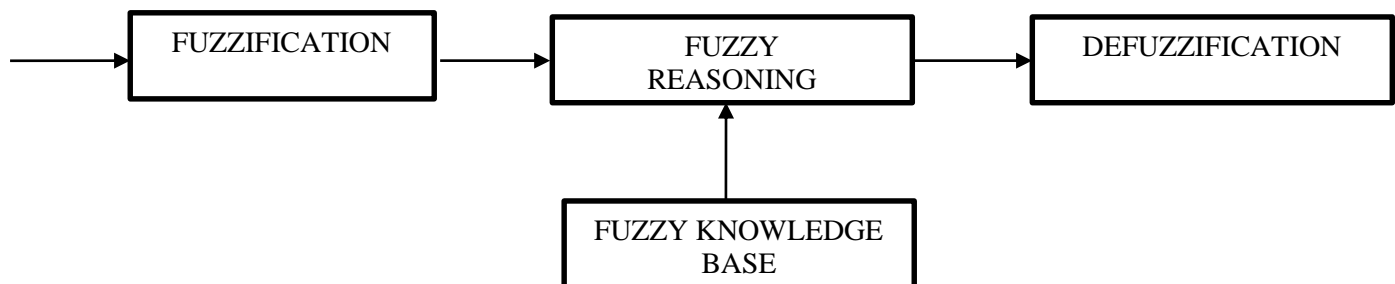 FUZZIFICATION
FUZZY
REASONING
DEFUZZIFICATION
FUZZY KNOWLEDGE
BASE